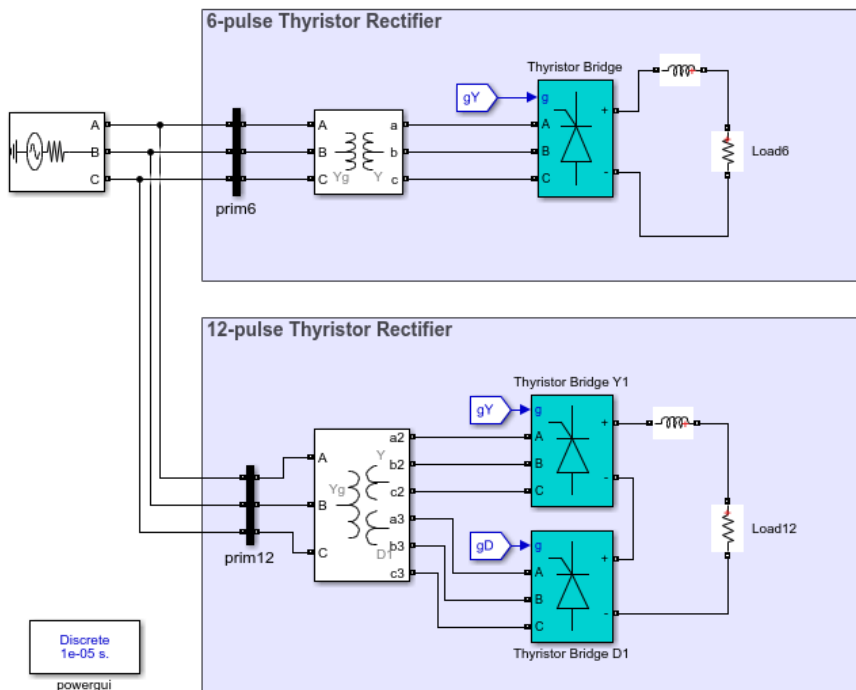 6-pulse Thyristor Rectifier
Thyristor Bridge
gY
g
A
B
C
+
-
A
B
C
prim6
A
B
C
Yg
Y
a
b
c
Load6
12-pulse Thyristor Rectifier
Thyristor Bridge Y1
gY
g
A
B
C
+
-
prim12
A
B
C
Yg
Y
D1
a2
b2
c2
a3
b3
c3
gD
g
A
B
C
+
-
Thyristor Bridge D1
Load12
Discrete
1e-05 s.
powergui